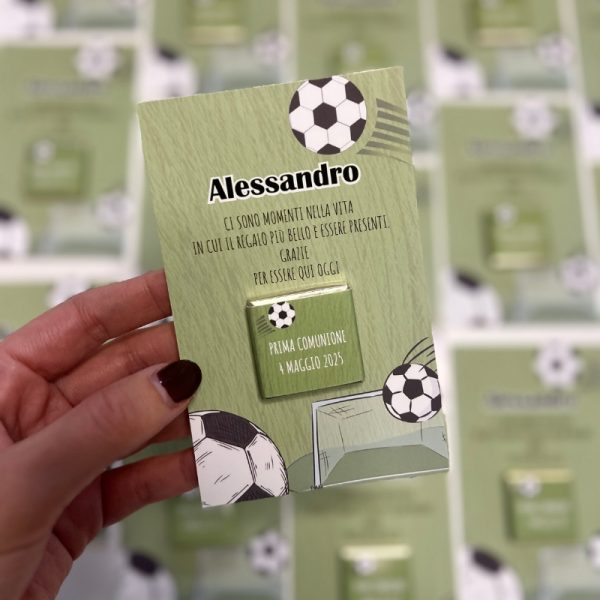 Alessandro
CI SONO MOMENTI NELLA VITA
IN CUI IL REGALO PIÙ BELLO E ESSERE PRESENTI.
GRAZIE
PER ESSERE QUI OGGI
PRIMA COMUNIONE
4 MAGGIO 2025